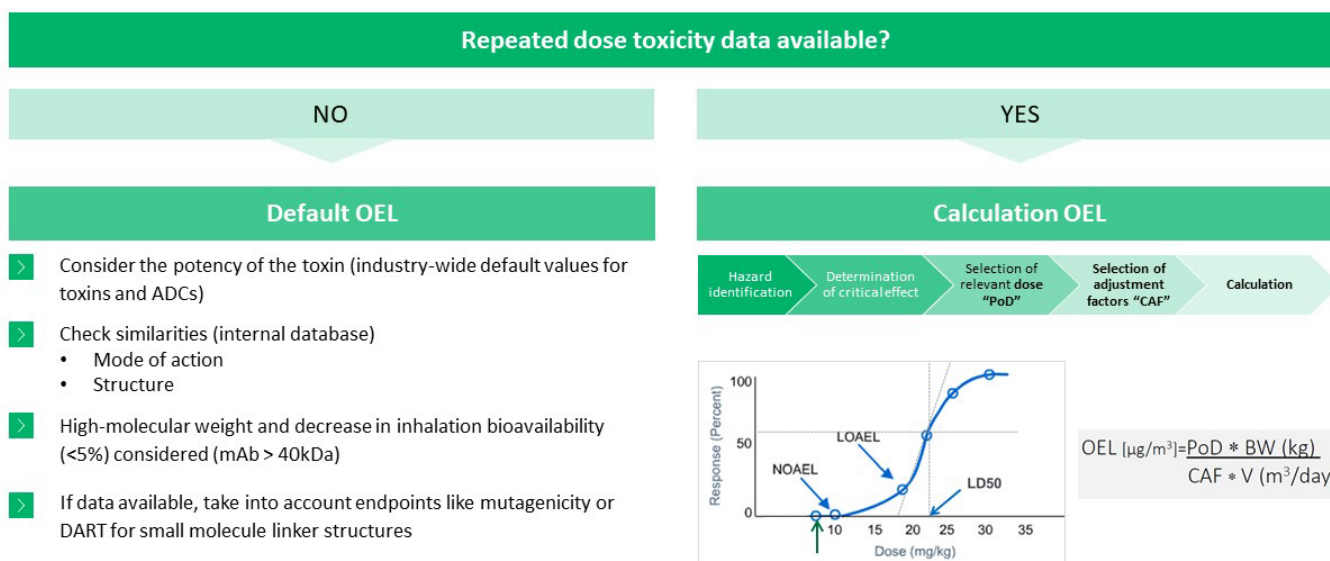 Repeated dose toxicity data available?
NO
Default OEL
Consider the potency of the toxin (industry-wide default values for
toxins and ADCs)
Check similarities (internal database)
• Mode of action
• Structure
High-molecular weight and decrease in inhalation bioavailability
(<5%) considered (mAb > 40kDa)
If data available, take into account endpoints like mutagenicity or
DART for small molecule linker structures
YES
Calculation OEL
Hazard
identification
Determination
of critical effect
Selection of
relevant dose
"PoD"
Selection of
adjustment
factors "CAF"
Calculation
Response (Percent)
100
50
0
NOAEL
LOAEL
LD50
10 15 20 25 30 35
Dose (mg/kg)
OEL [µg/m³]=PoD * BW (kg)
CAF * V (m³/day